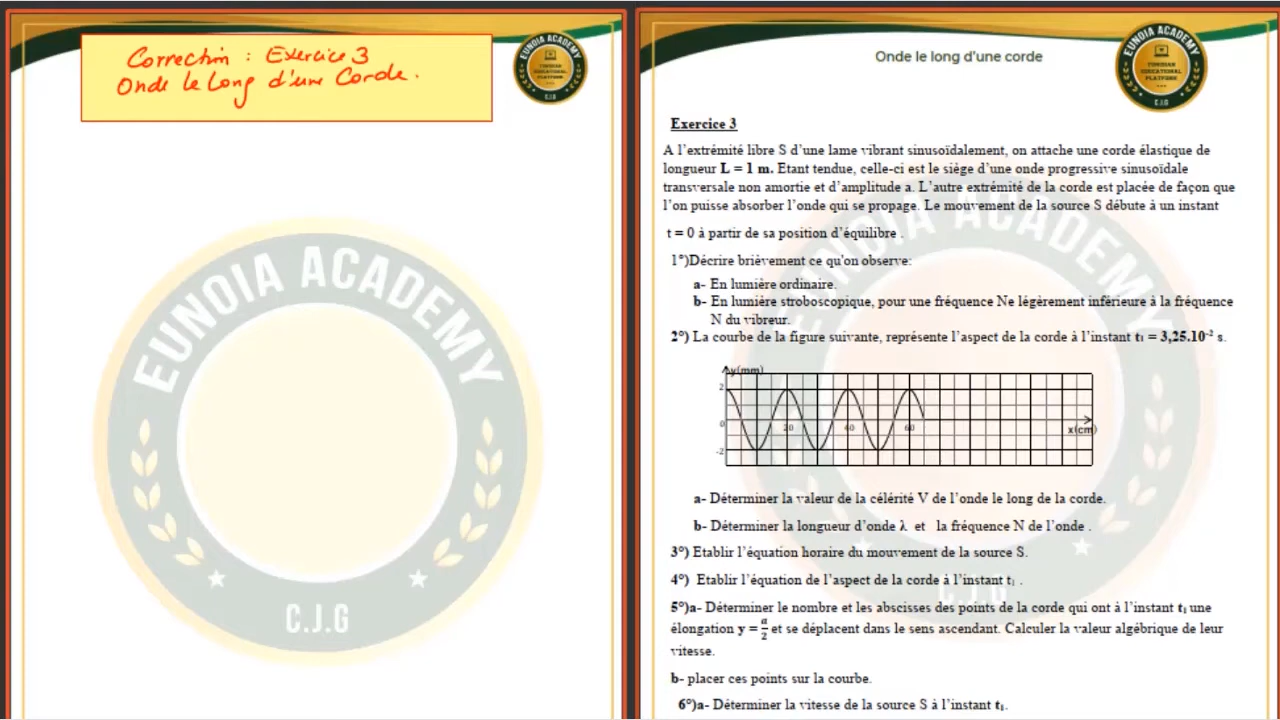 Correction : Exercice 3
Onde le long d'une Corde.
EUNOIA ACADEMY
TUNISIAN
EDUCATIONAL
PLATFORM
C.J.G
EUNOIA ACADEMY
C.J.G
Onde le long d'une corde
EUNOIA ACADEMY
TUNISIAN
EDUCATIONAL
PLATFORM
C.J.G
Exercice 3
A l'extrémité libre S d'une lame vibrant sinusoïdalement, on attache une corde élastique de
longueur L = 1 m. Etant tendue, celle-ci est le siège d'une onde progressive sinusoïdale
transversale non amortie et d'amplitude a. L'autre extrémité de la corde est placée de façon que
l'on puisse absorber l'onde qui se propage. Le mouvement de la source S débute à un instant
t = 0 à partir de sa position d'équilibre .
1°)Décrire brièvement ce qu'on observe:
a- En lumière ordinaire.
b- En lumière stroboscopique, pour une fréquence Ne légèrement inférieure à la fréquence
N du vibreur.
2°) La courbe de la figure suivante, représente l'aspect de la corde à l'instant t₁ = 3,25.10⁻² s.
y(mm)
2
0
-2
20
40
60
x(cm)
a- Déterminer la valeur de la célérité V de l'onde le long de la corde.
b- Déterminer la longueur d'onde λ et la fréquence N de l'onde .
3°) Etablir l'équation horaire du mouvement de la source S.
4°) Etablir l'équation de l'aspect de la corde à l'instant t₁ .
5°)a- Déterminer le nombre et les abscisses des points de la corde qui ont à l'instant t₁ une
élongation y = a/2 et se déplacent dans le sens ascendant. Calculer la valeur algébrique de leur
vitesse.
b- placer ces points sur la courbe.
6°)a- Déterminer la vitesse de la source S à l'instant t₁.